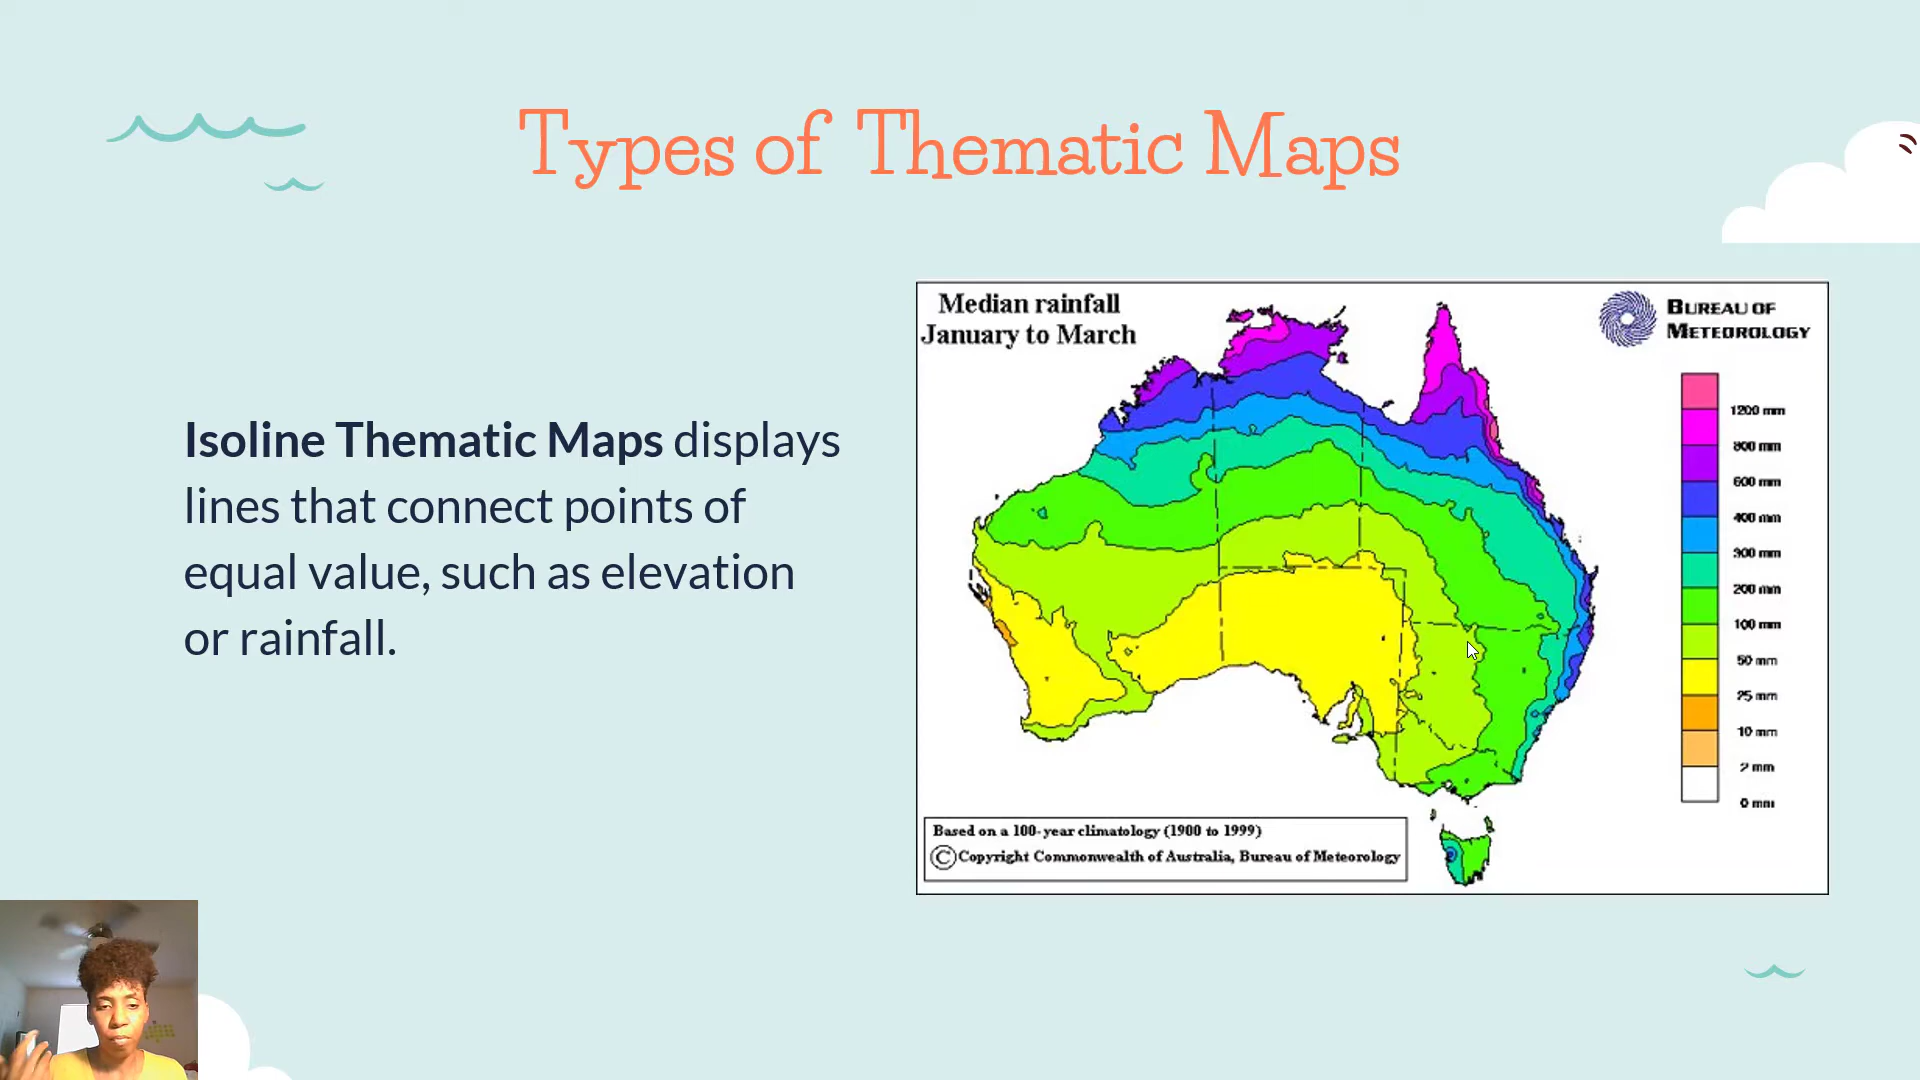 Types of Thematic Maps
Isoline Thematic Maps displays
lines that connect points of
equal value, such as elevation
or rainfall.
Median rainfall
January to March
BUREAU OF
METEOROLOGY
1200 mm
800 mm
600 mm
400 mm
300 mm
200 mm
100 mm
50 mm
25 mm
10 mm
2 mm
0 mm
Based on a 100-year climatology (1900 to 1999)
©Copyright Commonwealth of Australia, Bureau of Meteorology